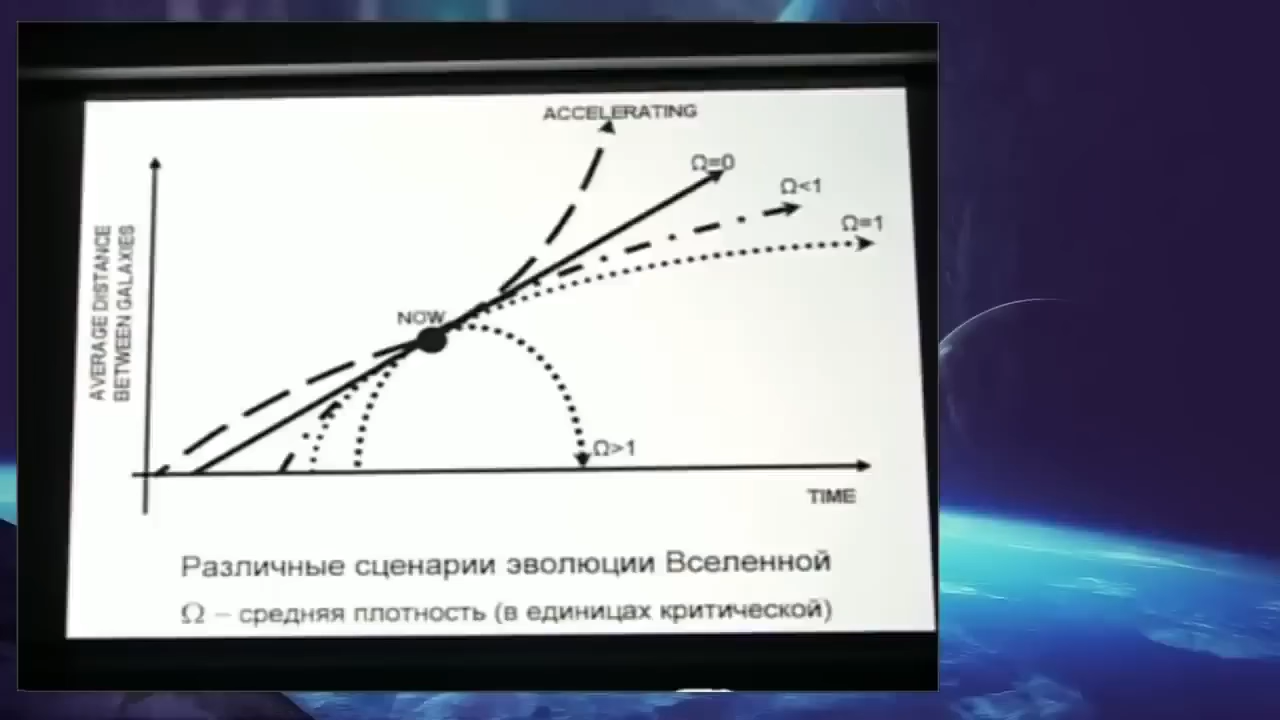 ACCELERATING
Ω=0
Ω<1
Ω=1
AVERAGE DISTANCE
BETWEEN GALAXIES
NOW
Ω>1
TIME
Различные сценарии эволюции Вселенной
Ω – средняя плотность (в единицах критической)